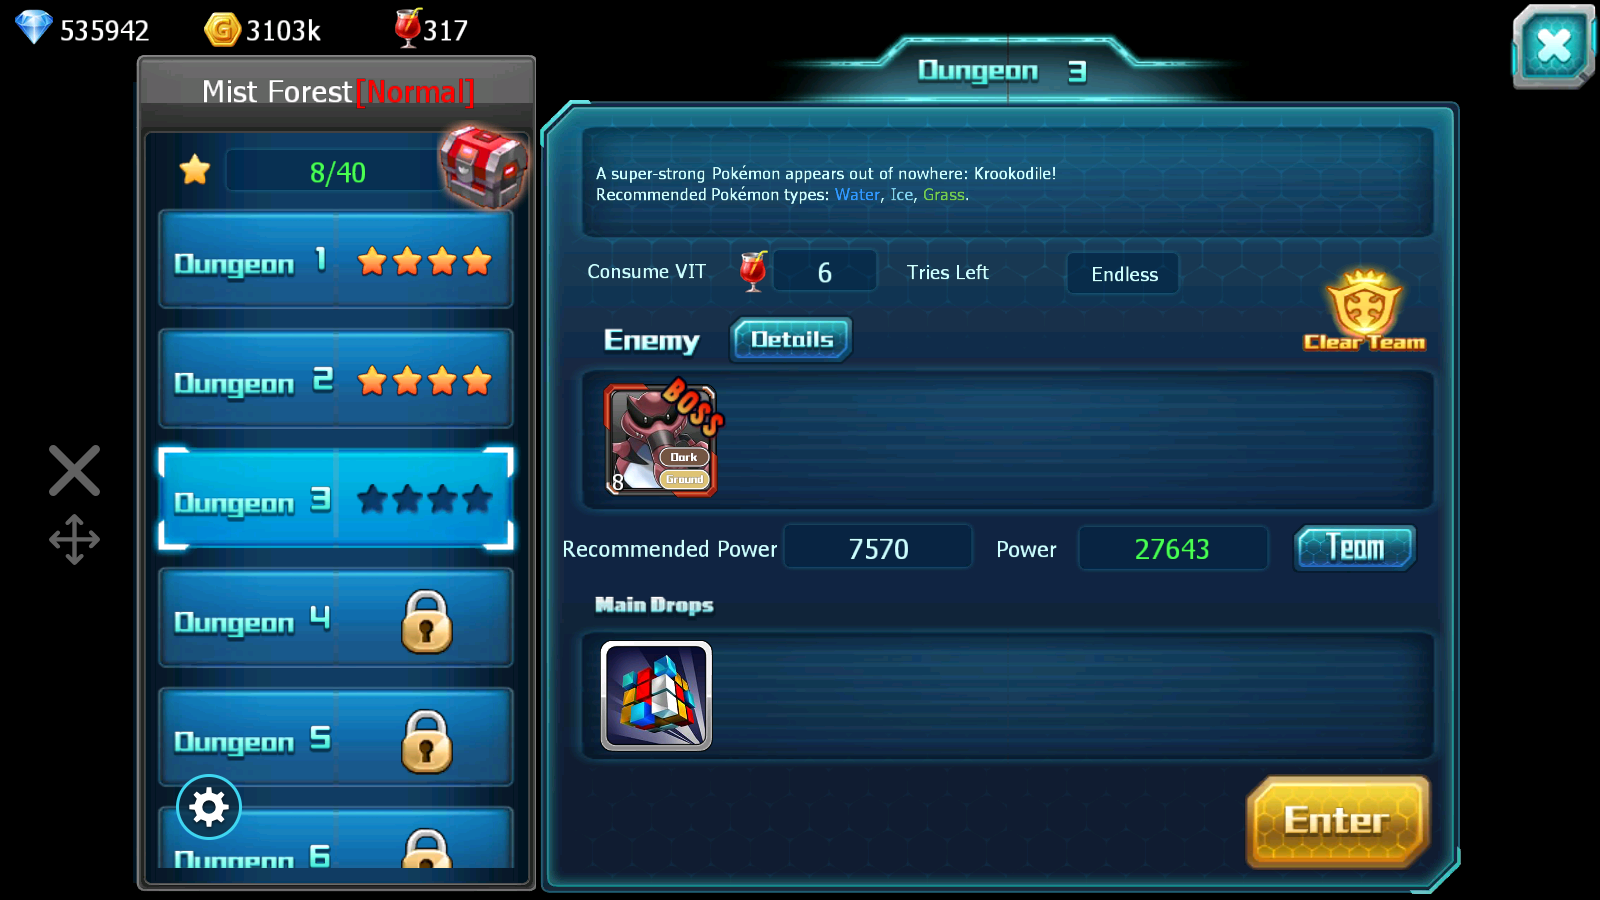 535942
3103k
317
Mist Forest[Normal]
8/40
Dungeon 1
Dungeon 2
Dungeon 3
Dungeon 4
Dungeon 5
Dungeon 6
Dungeon 3
A super-strong Pokémon appears out of nowhere: Krookodile!
Recommended Pokémon types: Water, Ice, Grass.
Consume VIT 6 Tries Left Endless
Clear Team
Enemy Details
BOSS
Dark
8 Ground
Recommended Power 7570 Power 27643 Team
Main Drops
Enter